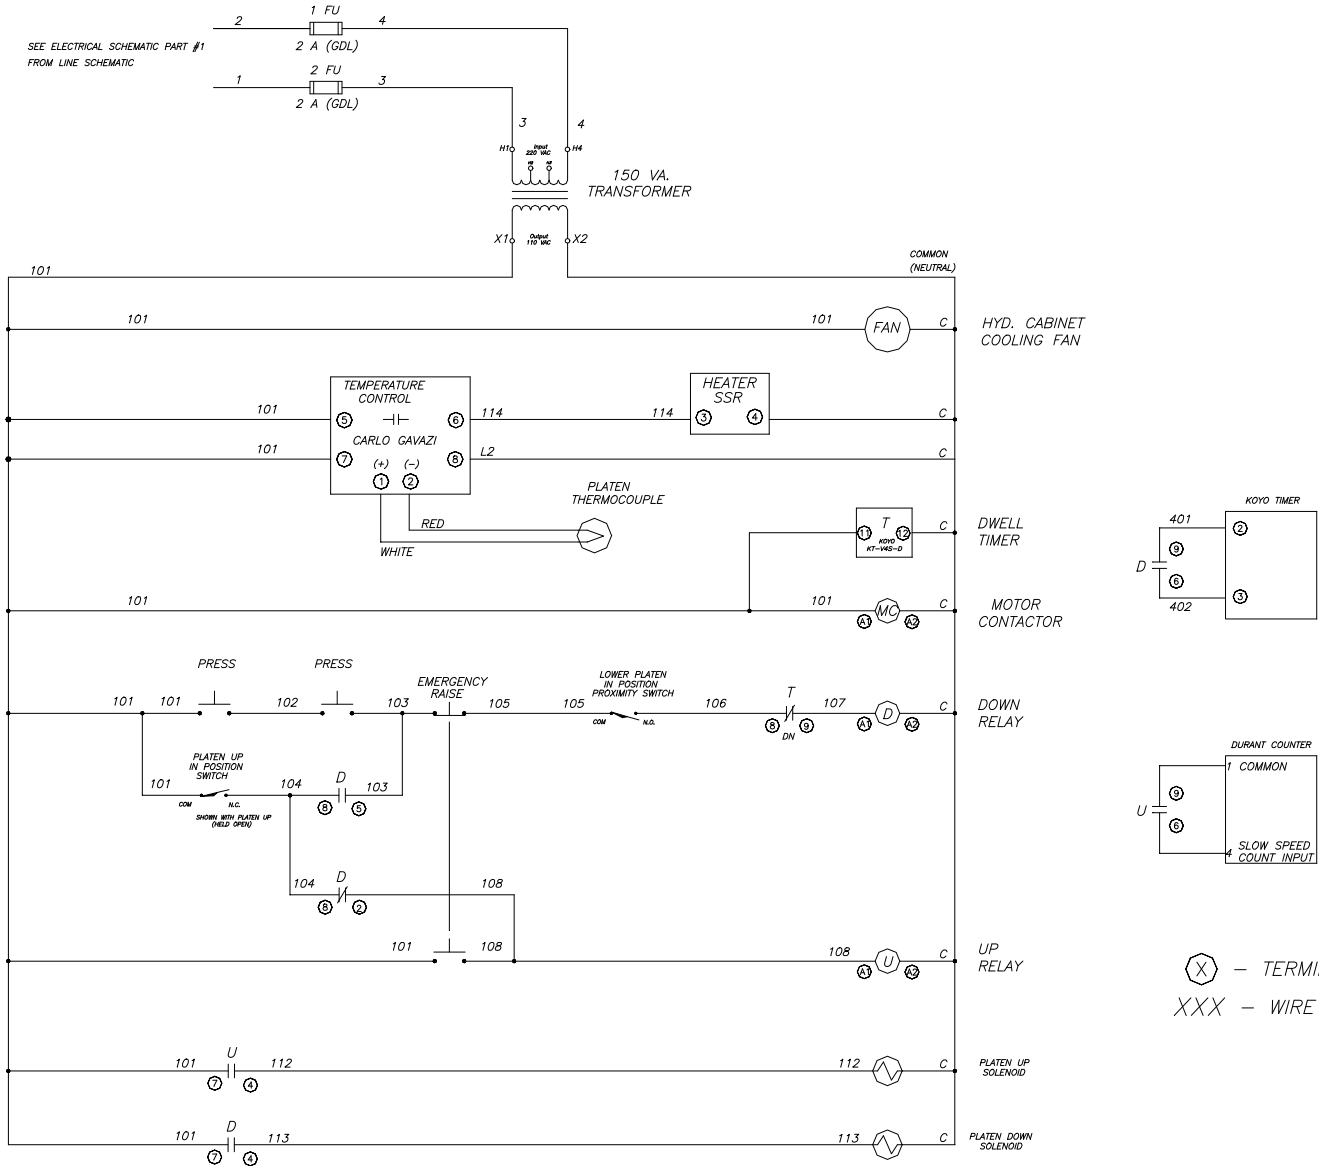 1 FU
2
4
SEE ELECTRICAL SCHEMATIC PART #1
2 A (GDL)
FROM LINE SCHEMATIC
2 FU
1
3
2 A (GDL)
3
4
H1
Input
220 VAC
H4
150 VA.
TRANSFORMER
X1
Output
110 VAC
X2
COMMON
(NEUTRAL)
101
101
101
FAN
C
HYD. CABINET
COOLING FAN
TEMPERATURE
CONTROL
HEATER
SSR
101
5
6
114
114
3
4
C
CARLO GAVAZI
101
7
8
L2
C
(+)
(-)
1
2
PLATEN
THERMOCOUPLE
RED
WHITE
T
11
12
KOYO
KT-V4S-D
C
DWELL
TIMER
KOYO TIMER
401
2
9
D
6
3
402
101
101
MC
A1
A2
C
MOTOR
CONTACTOR
PRESS
PRESS
EMERGENCY
RAISE
LOWER PLATEN
IN POSITION
PROXIMITY SWITCH
101
101
102
103
105
105
COM
N.O.
106
T
8
9
DN
107
D
A1
A2
C
DOWN
RELAY
PLATEN UP
IN POSITION
SWITCH
101
COM
N.C.
SHOWN WITH PLATEN UP
(HELD OPEN)
104
D
8
5
103
DURANT COUNTER
1 COMMON
9
U
6
4
SLOW SPEED
COUNT INPUT
104
D
8
2
108
101
108
108
U
A1
A2
C
UP
RELAY
X - TERMI
XXX - WIRE
101
U
7
4
112
112
C
PLATEN UP
SOLENOID
101
D
7
4
113
113
C
PLATEN DOWN
SOLENOID